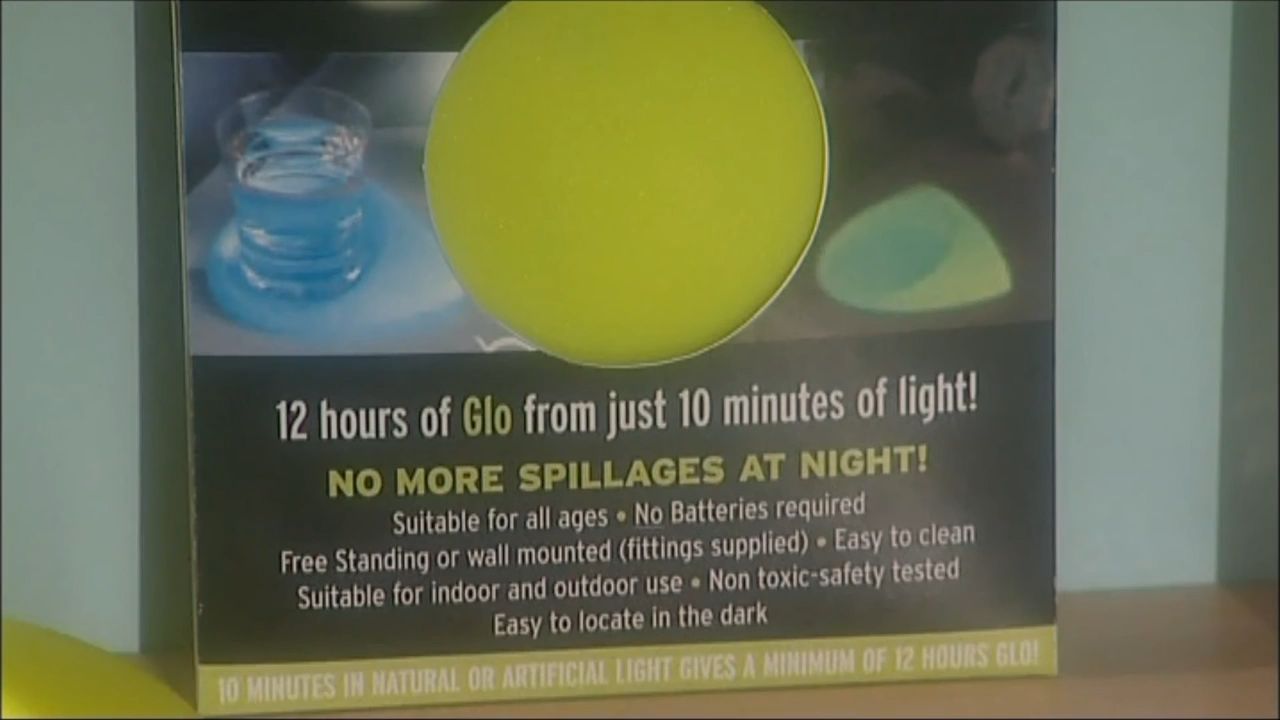 12 hours of Glo from just 10 minutes of light!
NO MORE SPILLAGES AT NIGHT!
Suitable for all ages • No Batteries required
Free Standing or wall mounted (fittings supplied) • Easy to clean
Suitable for indoor and outdoor use • Non toxic-safety tested
Easy to locate in the dark
10 MINUTES IN NATURAL OR ARTIFICIAL LIGHT GIVES A MINIMUM OF 12 HOURS GLO!